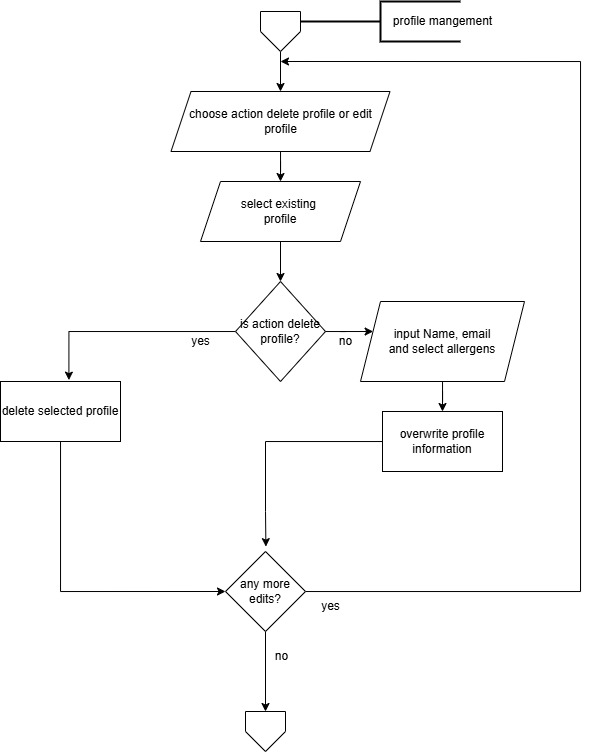 profile mangement
choose action delete profile or edit
profile
select existing
profile
is action delete
profile?
yes
no
input Name, email
and select allergens
delete selected profile
overwrite profile
information
any more
edits?
yes
no